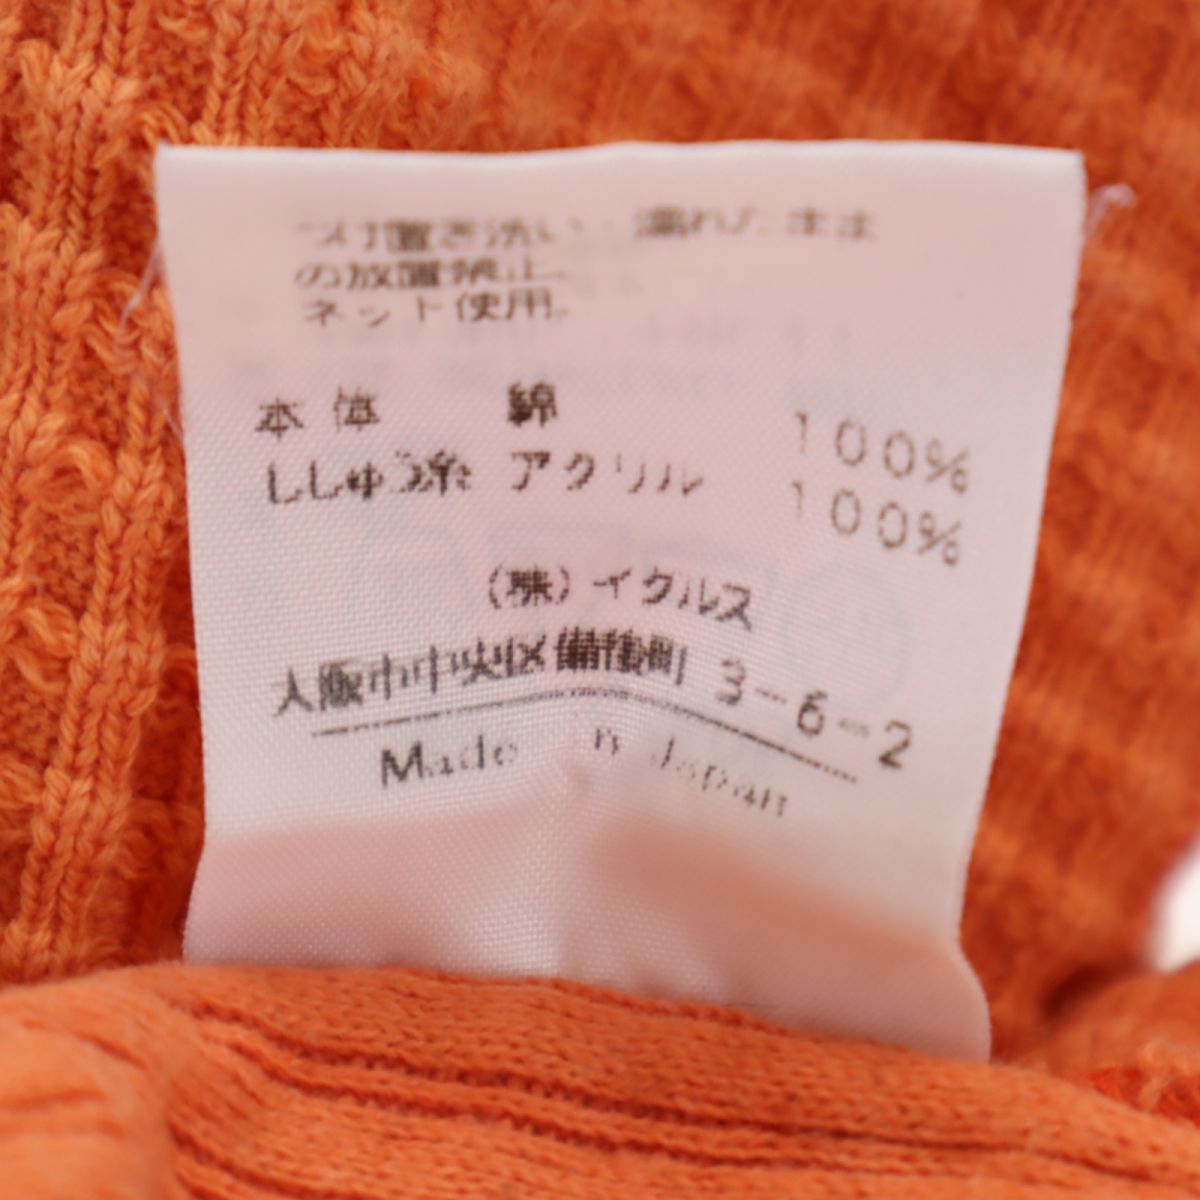 つけ置き洗い・濡れたまま
の放置禁止。
ネット使用。
本体 綿 100%
ししゅう糸 アクリル 100%
(株)イクルス
大阪市中央区備後町 3-6-2
Made in Japan